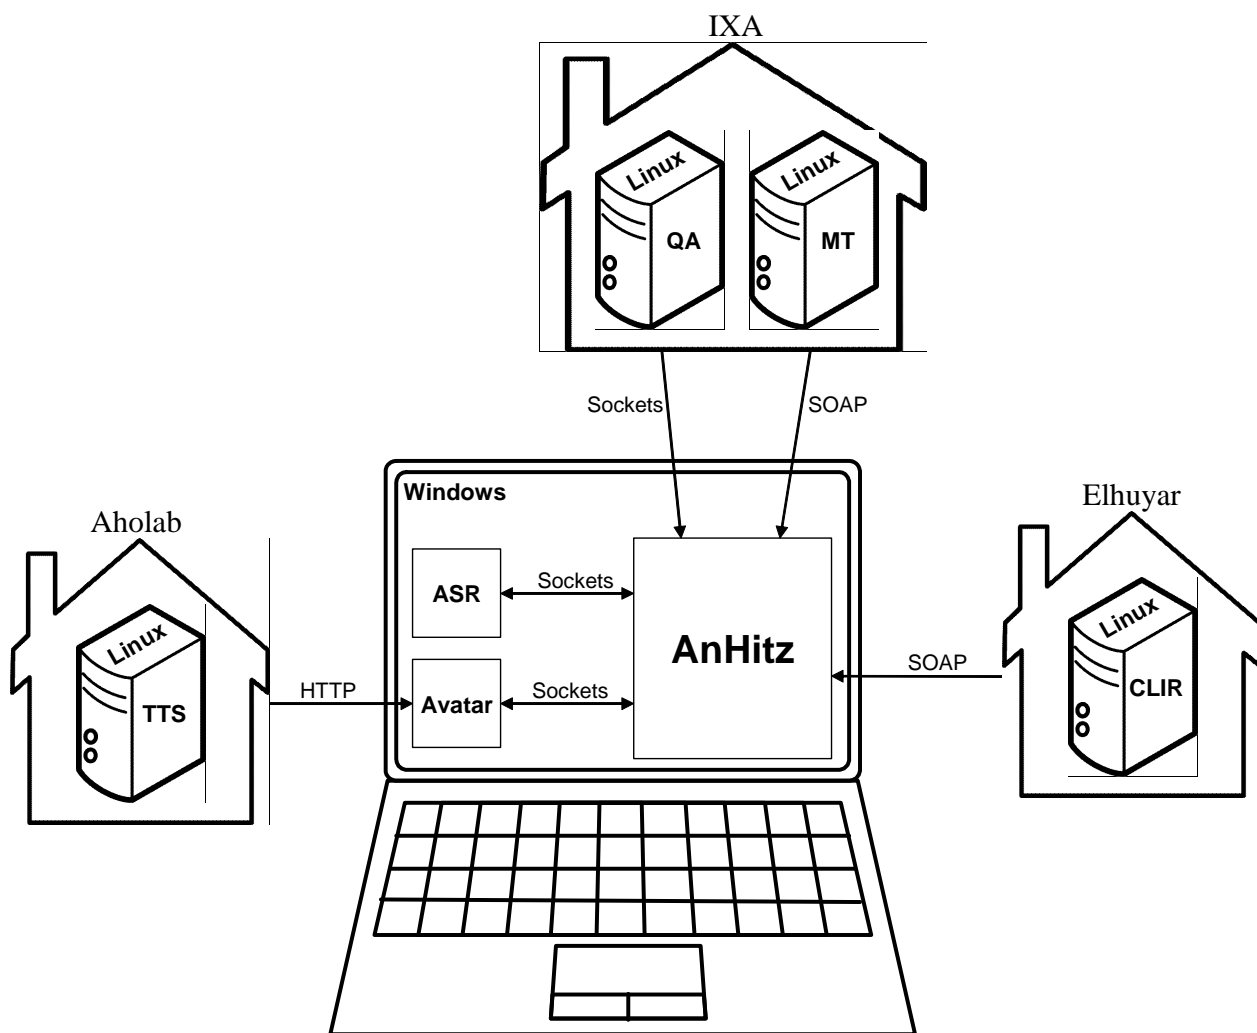 IXA
Linux
QA
Linux
MT
Sockets
SOAP
Windows
Elhuyar
Aholab
ASR
Sockets
AnHitz
Linux
TTS
HTTP
Avatar
Sockets
SOAP
Linux
CLIR